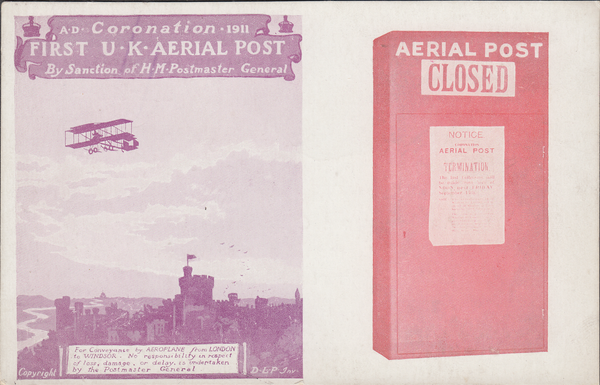 A·D· Coronation · 1911
FIRST U·K·AERIAL POST
By Sanction of H·M·Postmaster General
For Conveyance by AEROPLANE from LONDON
to WINDSOR. No responsibility in respect
of loss, damage, or delay, is undertaken
by the Postmaster General
Copyright
D·L·P Inv
AERIAL POST
CLOSED
NOTICE
AERIAL POST
TERMINATION